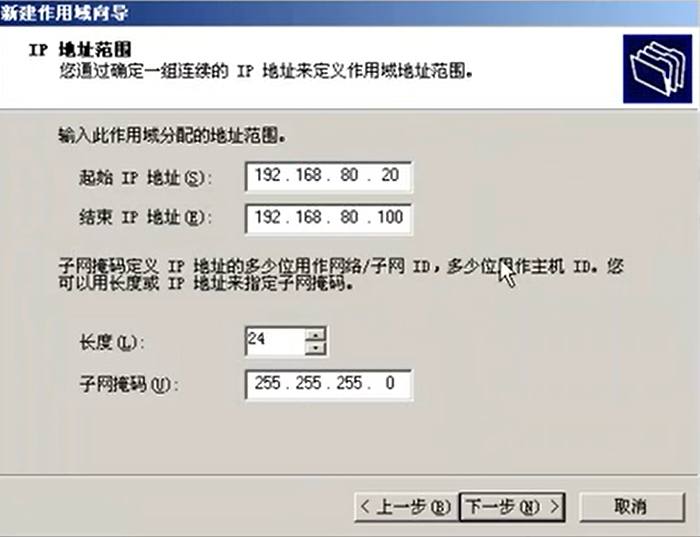 新建作用域向导
IP 地址范围
您通过确定一组连续的 IP 地址来定义作用域地址范围。
输入此作用域分配的地址范围。
起始 IP 地址(S): 192 . 168 . 80 . 20
结束 IP 地址(E): 192 . 168 . 80 . 100
子网掩码定义 IP 地址的多少位用作网络/子网 ID，多少位用作主机 ID。您
可以用长度或 IP 地址来指定子网掩码。
长度(L): 24
子网掩码(U): 255 . 255 . 255 . 0
< 上一步(B) 下一步(N) > 取消